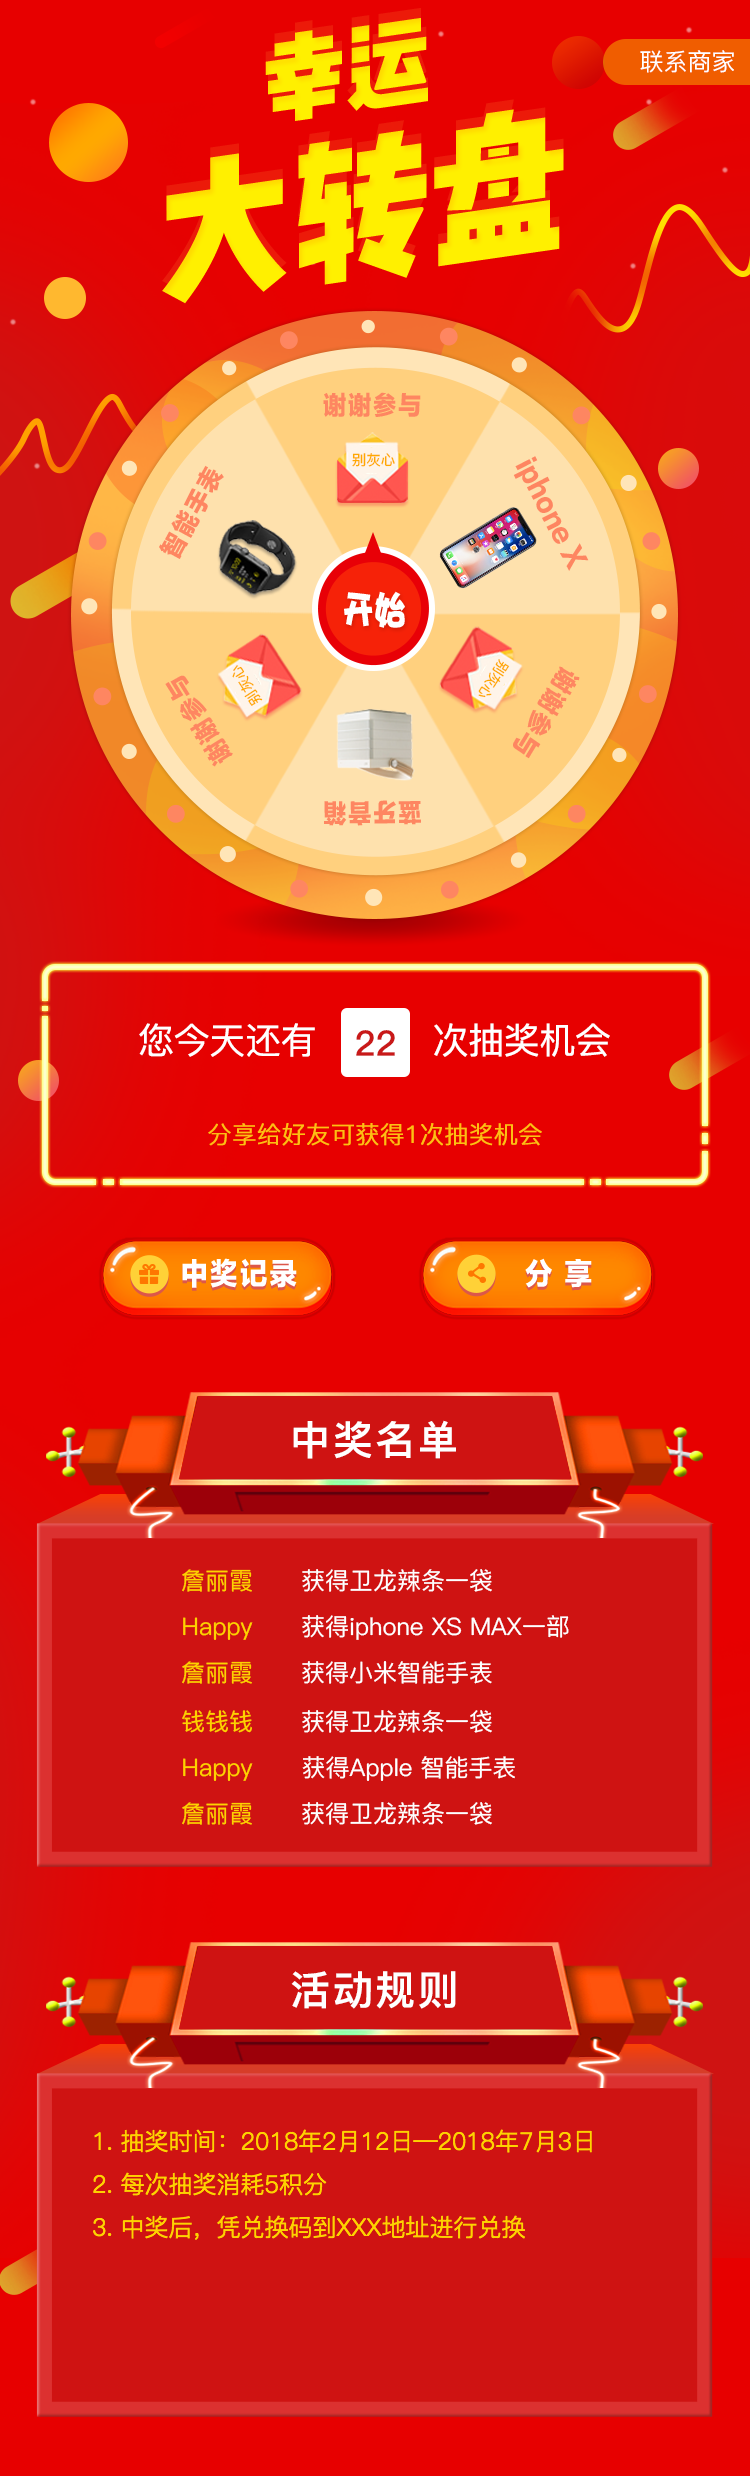 联系商家
幸运
大转盘
谢谢参与
别灰心
iphone X
智能手表
开始
谢谢参与
别灰心
谢谢参与
别灰心
蓝牙音箱
您今天还有 22 次抽奖机会
分享给好友可获得1次抽奖机会
中奖记录
分 享
中奖名单
詹丽霞 获得卫龙辣条一袋
Happy 获得iphone XS MAX一部
詹丽霞 获得小米智能手表
钱钱钱 获得卫龙辣条一袋
Happy 获得Apple 智能手表
詹丽霞 获得卫龙辣条一袋
活动规则
1. 抽奖时间：2018年2月12日—2018年7月3日
2. 每次抽奖消耗5积分
3. 中奖后，凭兑换码到XXX地址进行兑换